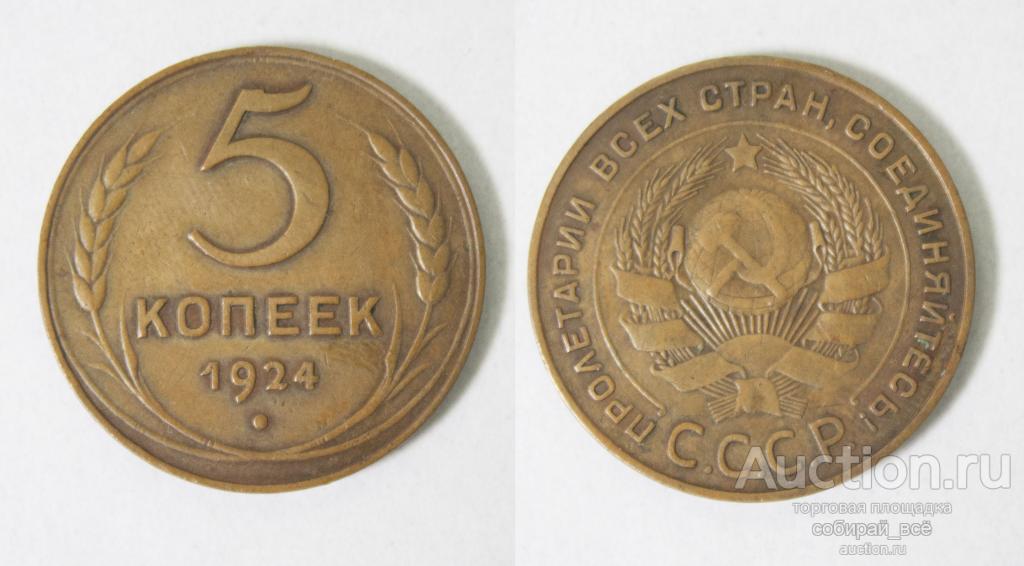 5
КОПЕЕК
1924
ПРОЛЕТАРИИ ВСЕХ СТРАН, СОЕДИНЯЙТЕСЬ!
С.С.С.Р.
Auction.ru
торговая площадка
собирай_всё
auction.ru